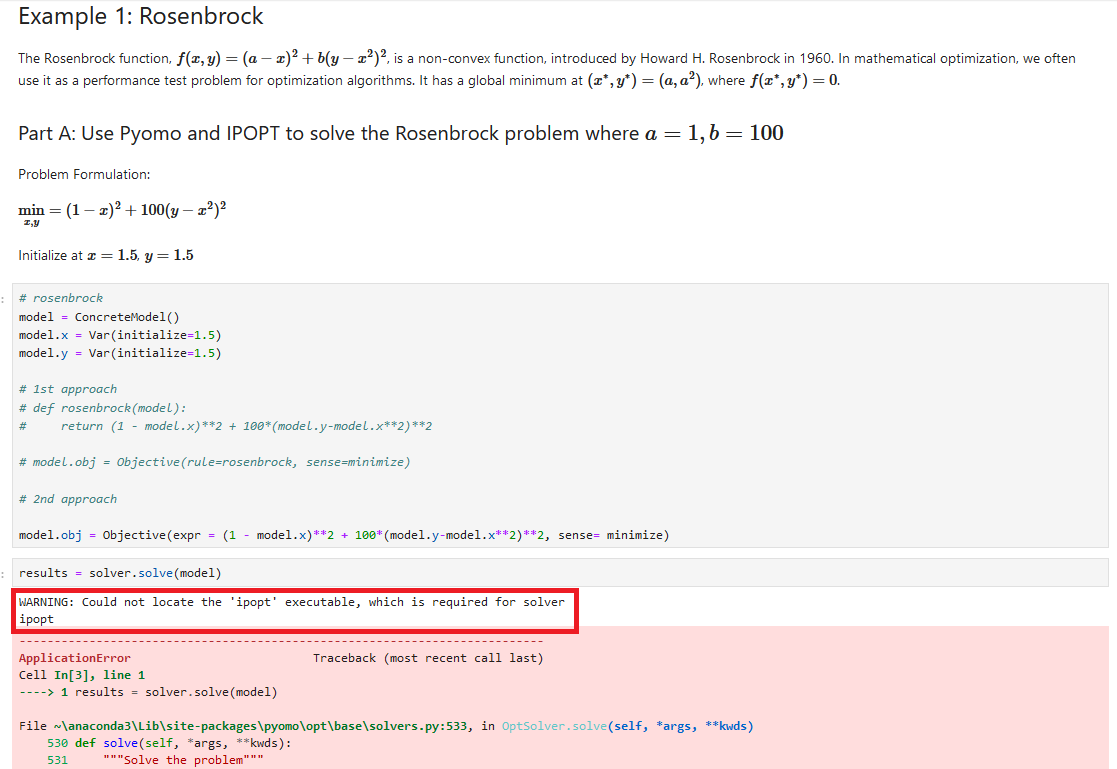 Example 1: Rosenbrock
The Rosenbrock function, f(x, y) = (a − x)² + b(y − x²)², is a non-convex function, introduced by Howard H. Rosenbrock in 1960. In mathematical optimization, we often
use it as a performance test problem for optimization algorithms. It has a global minimum at (x*, y*) = (a, a²), where f(x*, y*) = 0.
Part A: Use Pyomo and IPOPT to solve the Rosenbrock problem where a = 1, b = 100
Problem Formulation:
min = (1 − x)² + 100(y − x²)²
x,y
Initialize at x = 1.5, y = 1.5
:
# rosenbrock
model = ConcreteModel()
model.x = Var(initialize=1.5)
model.y = Var(initialize=1.5)
# 1st approach
# def rosenbrock(model):
#     return (1 - model.x)**2 + 100*(model.y-model.x**2)**2
# model.obj = Objective(rule=rosenbrock, sense=minimize)
# 2nd approach
model.obj = Objective(expr = (1 - model.x)**2 + 100*(model.y-model.x**2)**2, sense= minimize)
:
results = solver.solve(model)
WARNING: Could not locate the 'ipopt' executable, which is required for solver
ipopt
---------------------------------------------------------------------------
ApplicationError                          Traceback (most recent call last)
Cell In[3], line 1
----> 1 results = solver.solve(model)
File ~\anaconda3\Lib\site-packages\pyomo\opt\base\solvers.py:533, in OptSolver.solve(self, *args, **kwds)
    530 def solve(self, *args, **kwds):
    531     """Solve the problem"""